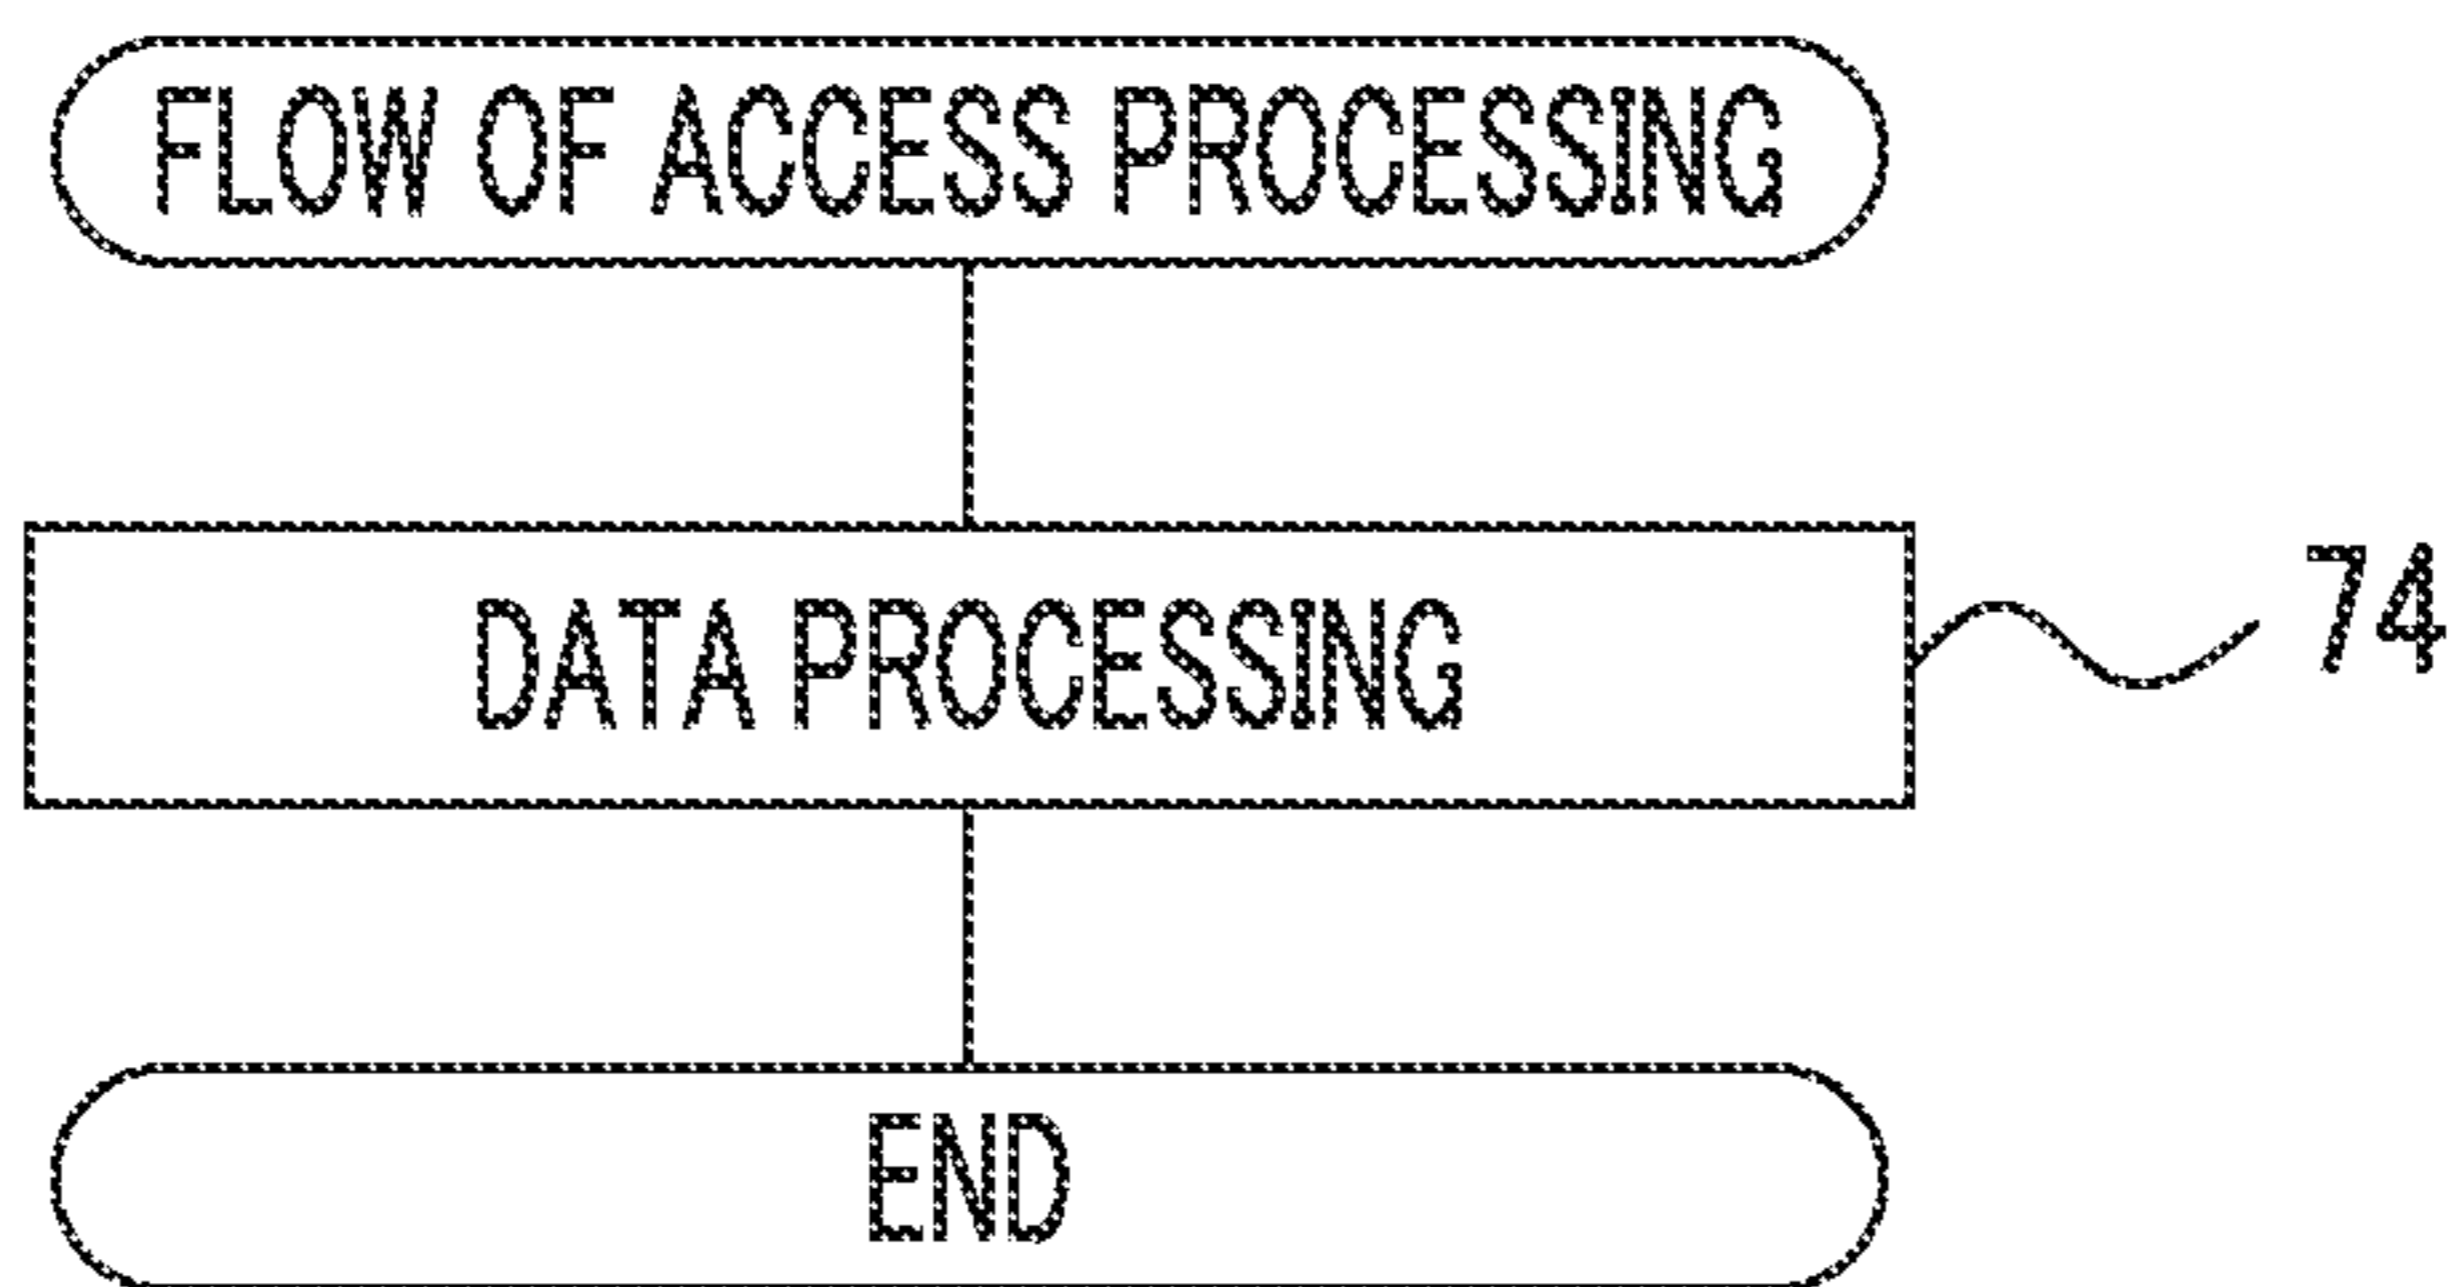 FLOW OF ACCESS PROCESSING
DATA PROCESSING
74
END